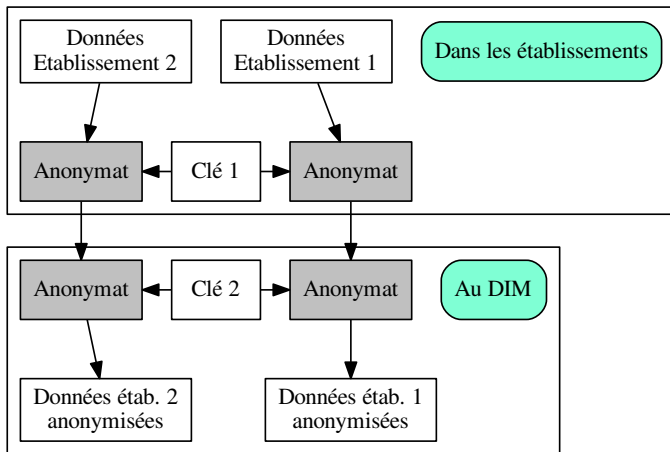 Données
Etablissement 2
Données
Etablissement 1
Dans les établissements
Anonymat
Clé 1
Anonymat
Anonymat
Clé 2
Anonymat
Au DIM
Données étab. 2
anonymisées
Données étab. 1
anonymisées